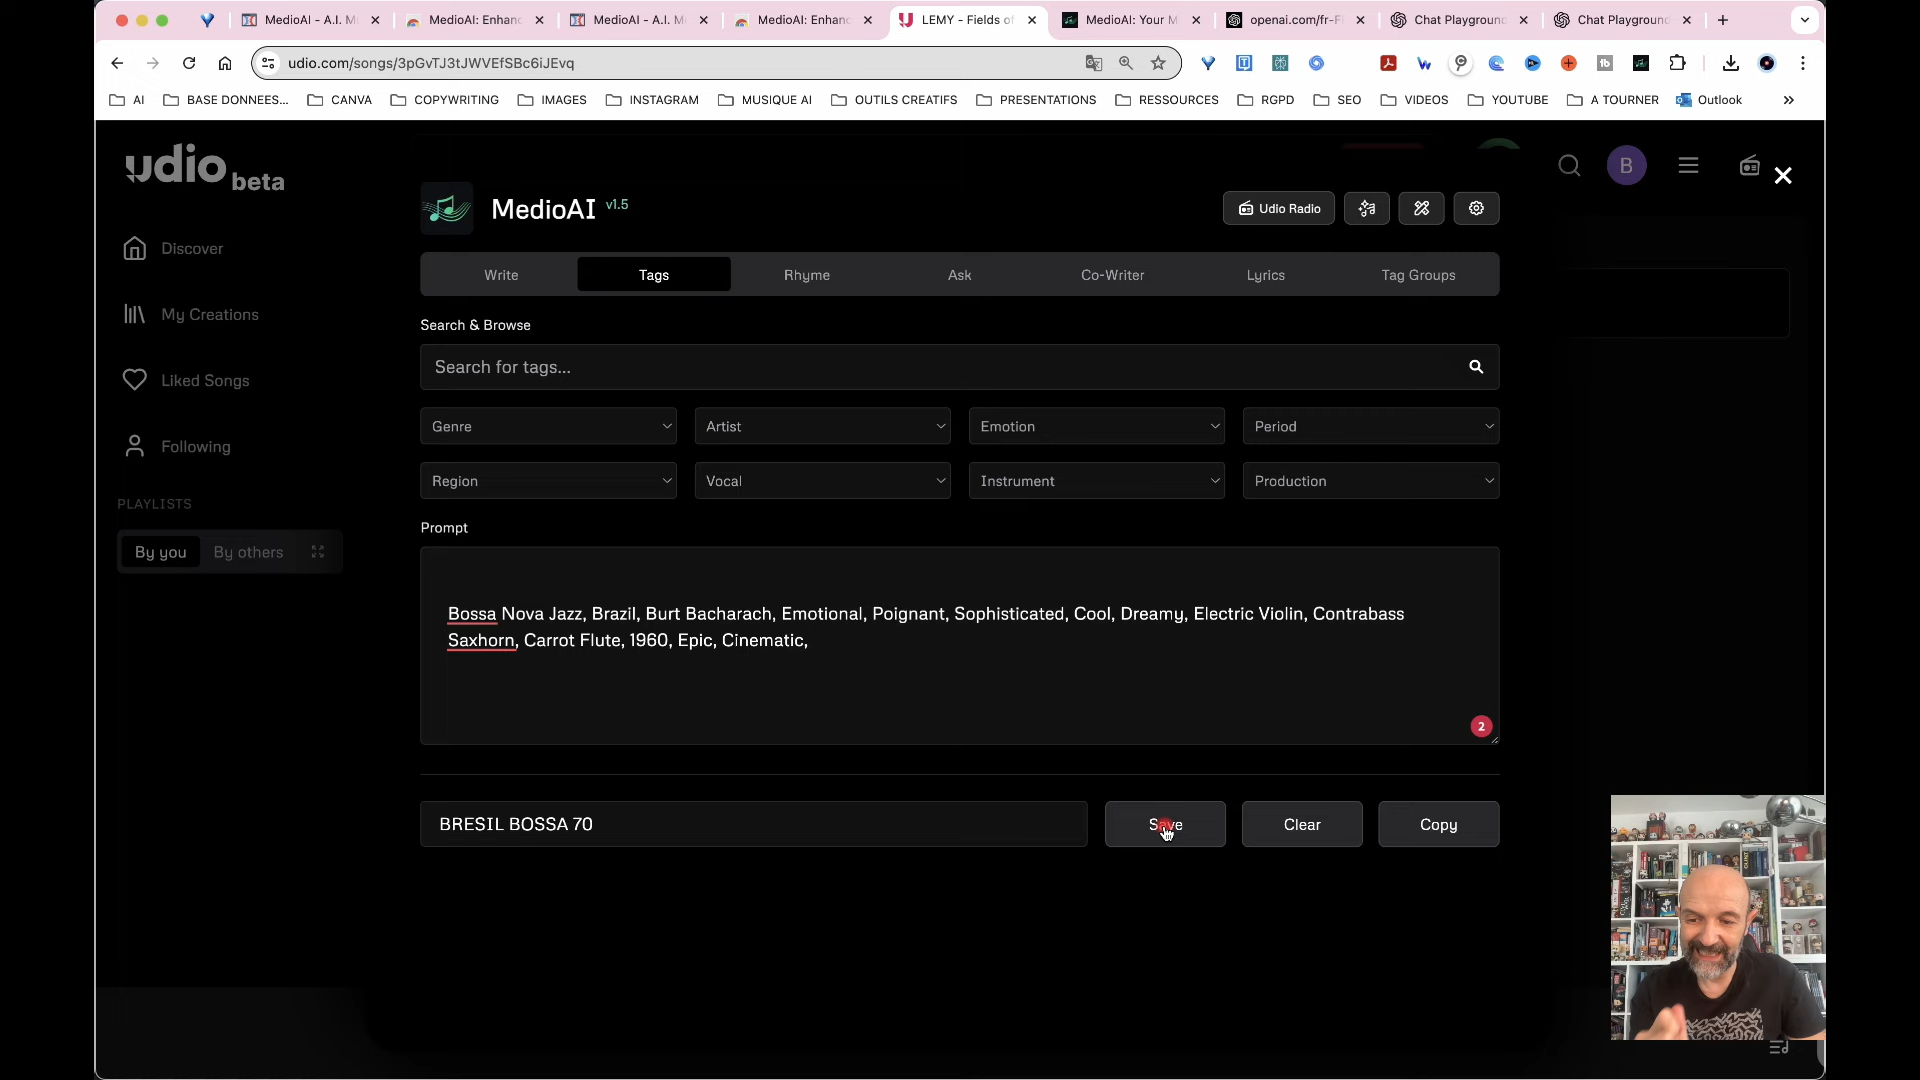 MedioAI - A.I. M
MedioAI: Enhanc
MedioAI - A.I. M
MedioAI: Enhanc
LEMY - Fields of
MedioAI: Your M
openai.com/fr-F
Chat Playground
Chat Playground
udio.com/songs/3pGvTJ3tJWVEfSBc6iJEvq
AI
BASE DONNEES...
CANVA
COPYWRITING
IMAGES
INSTAGRAM
MUSIQUE AI
OUTILS CREATIFS
PRESENTATIONS
RESSOURCES
RGPD
SEO
VIDEOS
YOUTUBE
A TOURNER
Outlook
»
udio beta
B
MedioAI v1.5
Udio Radio
Discover
My Creations
Liked Songs
Following
PLAYLISTS
By you
By others
Write
Tags
Rhyme
Ask
Co-Writer
Lyrics
Tag Groups
Search & Browse
Search for tags...
Genre
Artist
Emotion
Period
Region
Vocal
Instrument
Production
Prompt
Bossa Nova Jazz, Brazil, Burt Bacharach, Emotional, Poignant, Sophisticated, Cool, Dreamy, Electric Violin, Contrabass
Saxhorn, Carrot Flute, 1960, Epic, Cinematic,
2
BRESIL BOSSA 70
Save
Clear
Copy